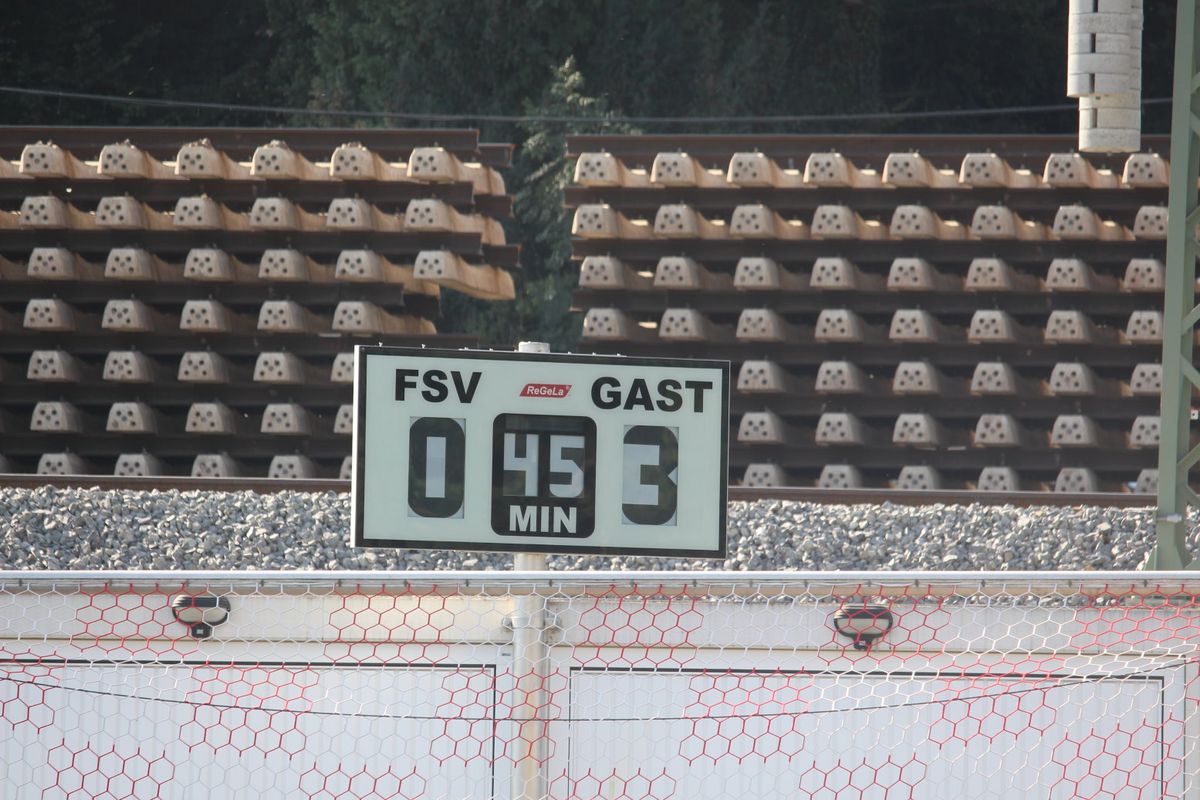 FSV ReGeLa® GAST
0 45 3
MIN